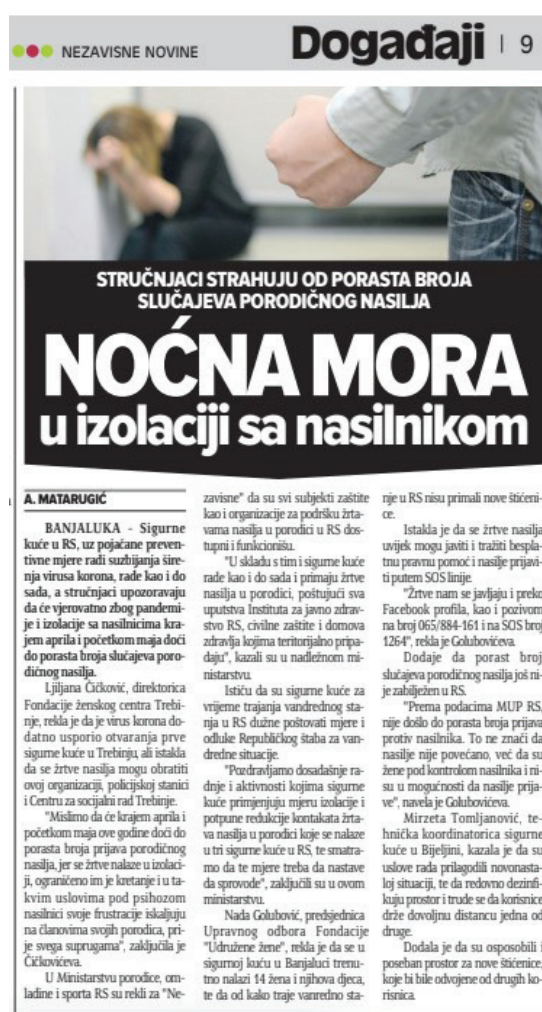 NEZAVISNE NOVINE
Događaji | 9
STRUČNJACI STRAHUJU OD PORASTA BROJA
SLUČAJEVA PORODIČNOG NASILJA
NOĆNA MORA
u izolaciji sa nasilnikom
A. MATARUGIĆ
BANJALUKA - Sigurne
kuće u RS, uz pojačane preven-
tivne mjere radi suzbijanja šire-
nja virusa korona, rade kao i do
sada, a stručnjaci upozoravaju
da će vjerovatno zbog pandemi-
je i izolacije sa nasilnicima kra-
jem aprila i početkom maja doći
do porasta broja slučajeva poro-
dičnog nasilja.
Ljiljana Čičković, direktorica
Fondacije ženskog centra Trebi-
nje, rekla je da je virus korona do-
datno usporio otvaranje prve
sigurne kuće u Trebinju, ali istakla
da se žrtve nasilja mogu obratiti
ovoj organizaciji, policijskoj stanici
i Centru za socijalni rad Trebinje.
"Mislimo da će krajem aprila i
početkom maja ove godine doći do
porasta broja prijava porodičnog
nasilja, jer se žrtve nalaze u izolaci-
ji, ograničeno im je kretanje i u ta-
kvim uslovima pod psihozom
nasilnici svoje frustracije iskaljuju
na članovima svojih porodica, pri-
je svega suprugama", zaključila je
Čičkovićeva.
U Ministarstvu porodice, om-
ladine i sporta RS su rekli za "Ne-
zavisne" da su svi subjekti zaštite
kao i organizacije za podršku žrta-
vama nasilja u porodici u RS dos-
tupni i funkcionišu.
"U skladu s tim i sigurne kuće
rade kao i do sada i primaju žrtve
nasilja u porodici, poštujući sva
uputstva Instituta za javno zdrav-
stvo RS, civilne zaštite i domova
zdravlja kojima teritorijalno pripa-
daju", kazali su u nadležnom mi-
nistarstvu.
Ističu da su sigurne kuće za
vrijeme trajanja vandrednog sta-
nja u RS dužne poštovati mjere i
odluke Republičkog štaba za van-
dredne situacije.
"Pozdravljamo dosadašnje ra-
dnje i aktivnosti kojima sigurne
kuće primjenjuju mjeru izolacije i
potpune redukcije kontakata žrta-
va nasilja u porodici koje se nalaze
u tri sigurne kuće u RS, te smatra-
mo da te mjere treba da nastave
da sprovode", zaključili su u ovom
ministarstvu.
Nada Golubović, predsjednica
Upravnog odbora Fondacije
"Udružene žene", rekla je da se u
sigurnoj kući u Banjaluci trenu-
tno nalazi 14 žena i njihova djeca,
te da od kako traje vanredno sta-
nje u RS nisu primali nove štićeni-
ce.
Istakla je da se žrtve nasilja
uvijek mogu javiti i tražiti bespla-
tnu pravnu pomoć i nasilje prijavi-
ti putem SOS linije.
"Žrtve nam se javljaju i preko
Facebook profila, kao i pozivom
na broj 065/884-161 i na SOS broj
1264", rekla je Golubovićeva.
Dodaje da porast broj
slučajeva porodičnog nasilja još ni-
je zabilježen u RS.
"Prema podacima MUP RS,
nije došlo do porasta broja prijava
protiv nasilnika. To ne znači da
nasilje nije povećano, već da su
žene pod kontrolom nasilnika i ni-
su u mogućnosti da nasilje prija-
ve", navela je Golubovićeva.
Mirzeta Tomljanović, te-
hnička koordinatorica sigurne
kuće u Bijeljini, kazala je da su
uslove rada prilagodili novonasta-
loj situaciji, te da redovno dezinfi-
kuju prostor i trude se da korisnice
drže dovoljnu distancu jedna od
druge.
Dodala je da su osposobili i
poseban prostor za nove štićenice,
koje bi bile odvojene od drugih ko-
risnica.